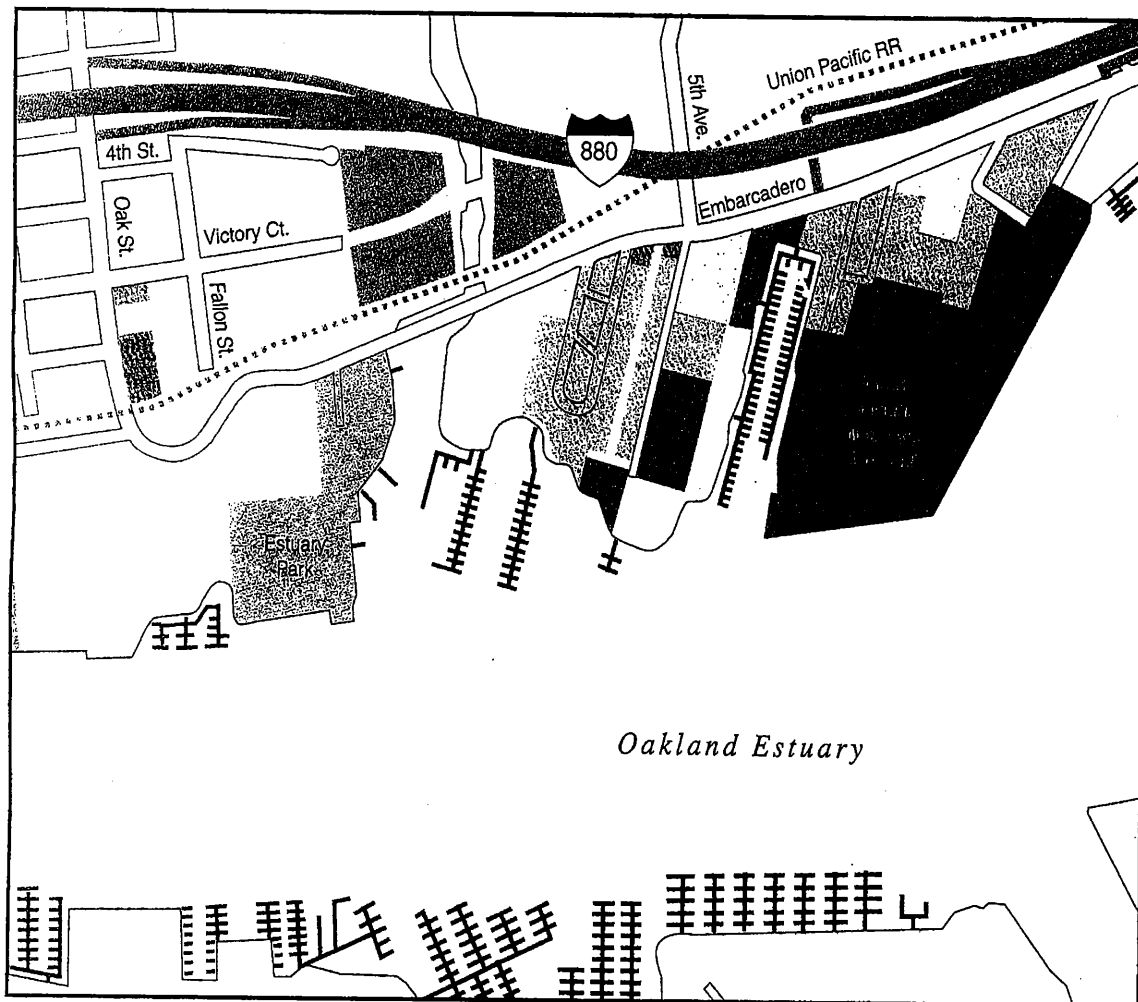 Union Pacific RR
5th Ave.
880
4th St.
Embarcadero
Oak St.
Victory Ct.
Fallon St.
Estuary
Park
Oakland Estuary